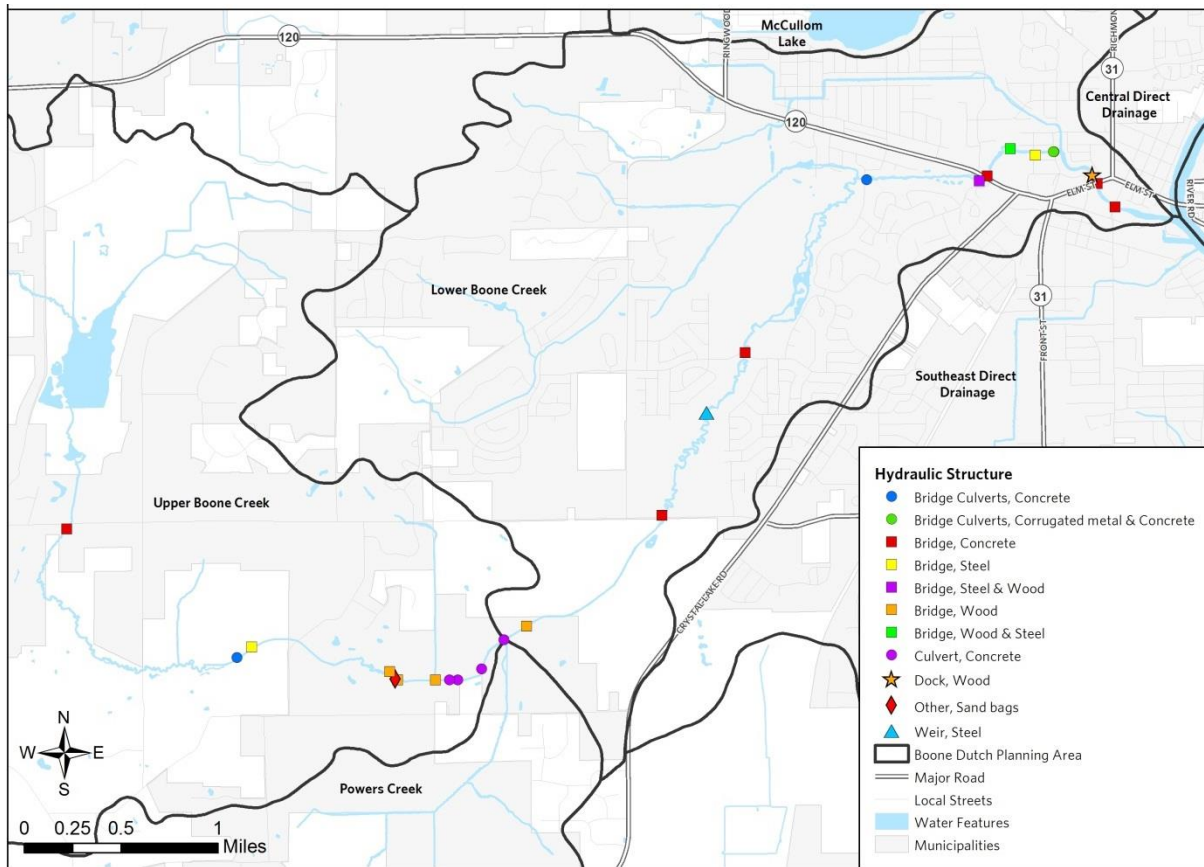 McCullom
Lake
RINGWOOD
RICHMON
120
31
Central Direct
Drainage
120
ELM ST
ELM ST
RIVER RD
Lower Boone Creek
31
FRONT ST
Southeast Direct
Drainage
Upper Boone Creek
CRYSTAL LAKE RD
Powers Creek
N
W E
S
0 0.25 0.5 1
Miles
Hydraulic Structure
Bridge Culverts, Concrete
Bridge Culverts, Corrugated metal & Concrete
Bridge, Concrete
Bridge, Steel
Bridge, Steel & Wood
Bridge, Wood
Bridge, Wood & Steel
Culvert, Concrete
Dock, Wood
Other, Sand bags
Weir, Steel
Boone Dutch Planning Area
Major Road
Local Streets
Water Features
Municipalities